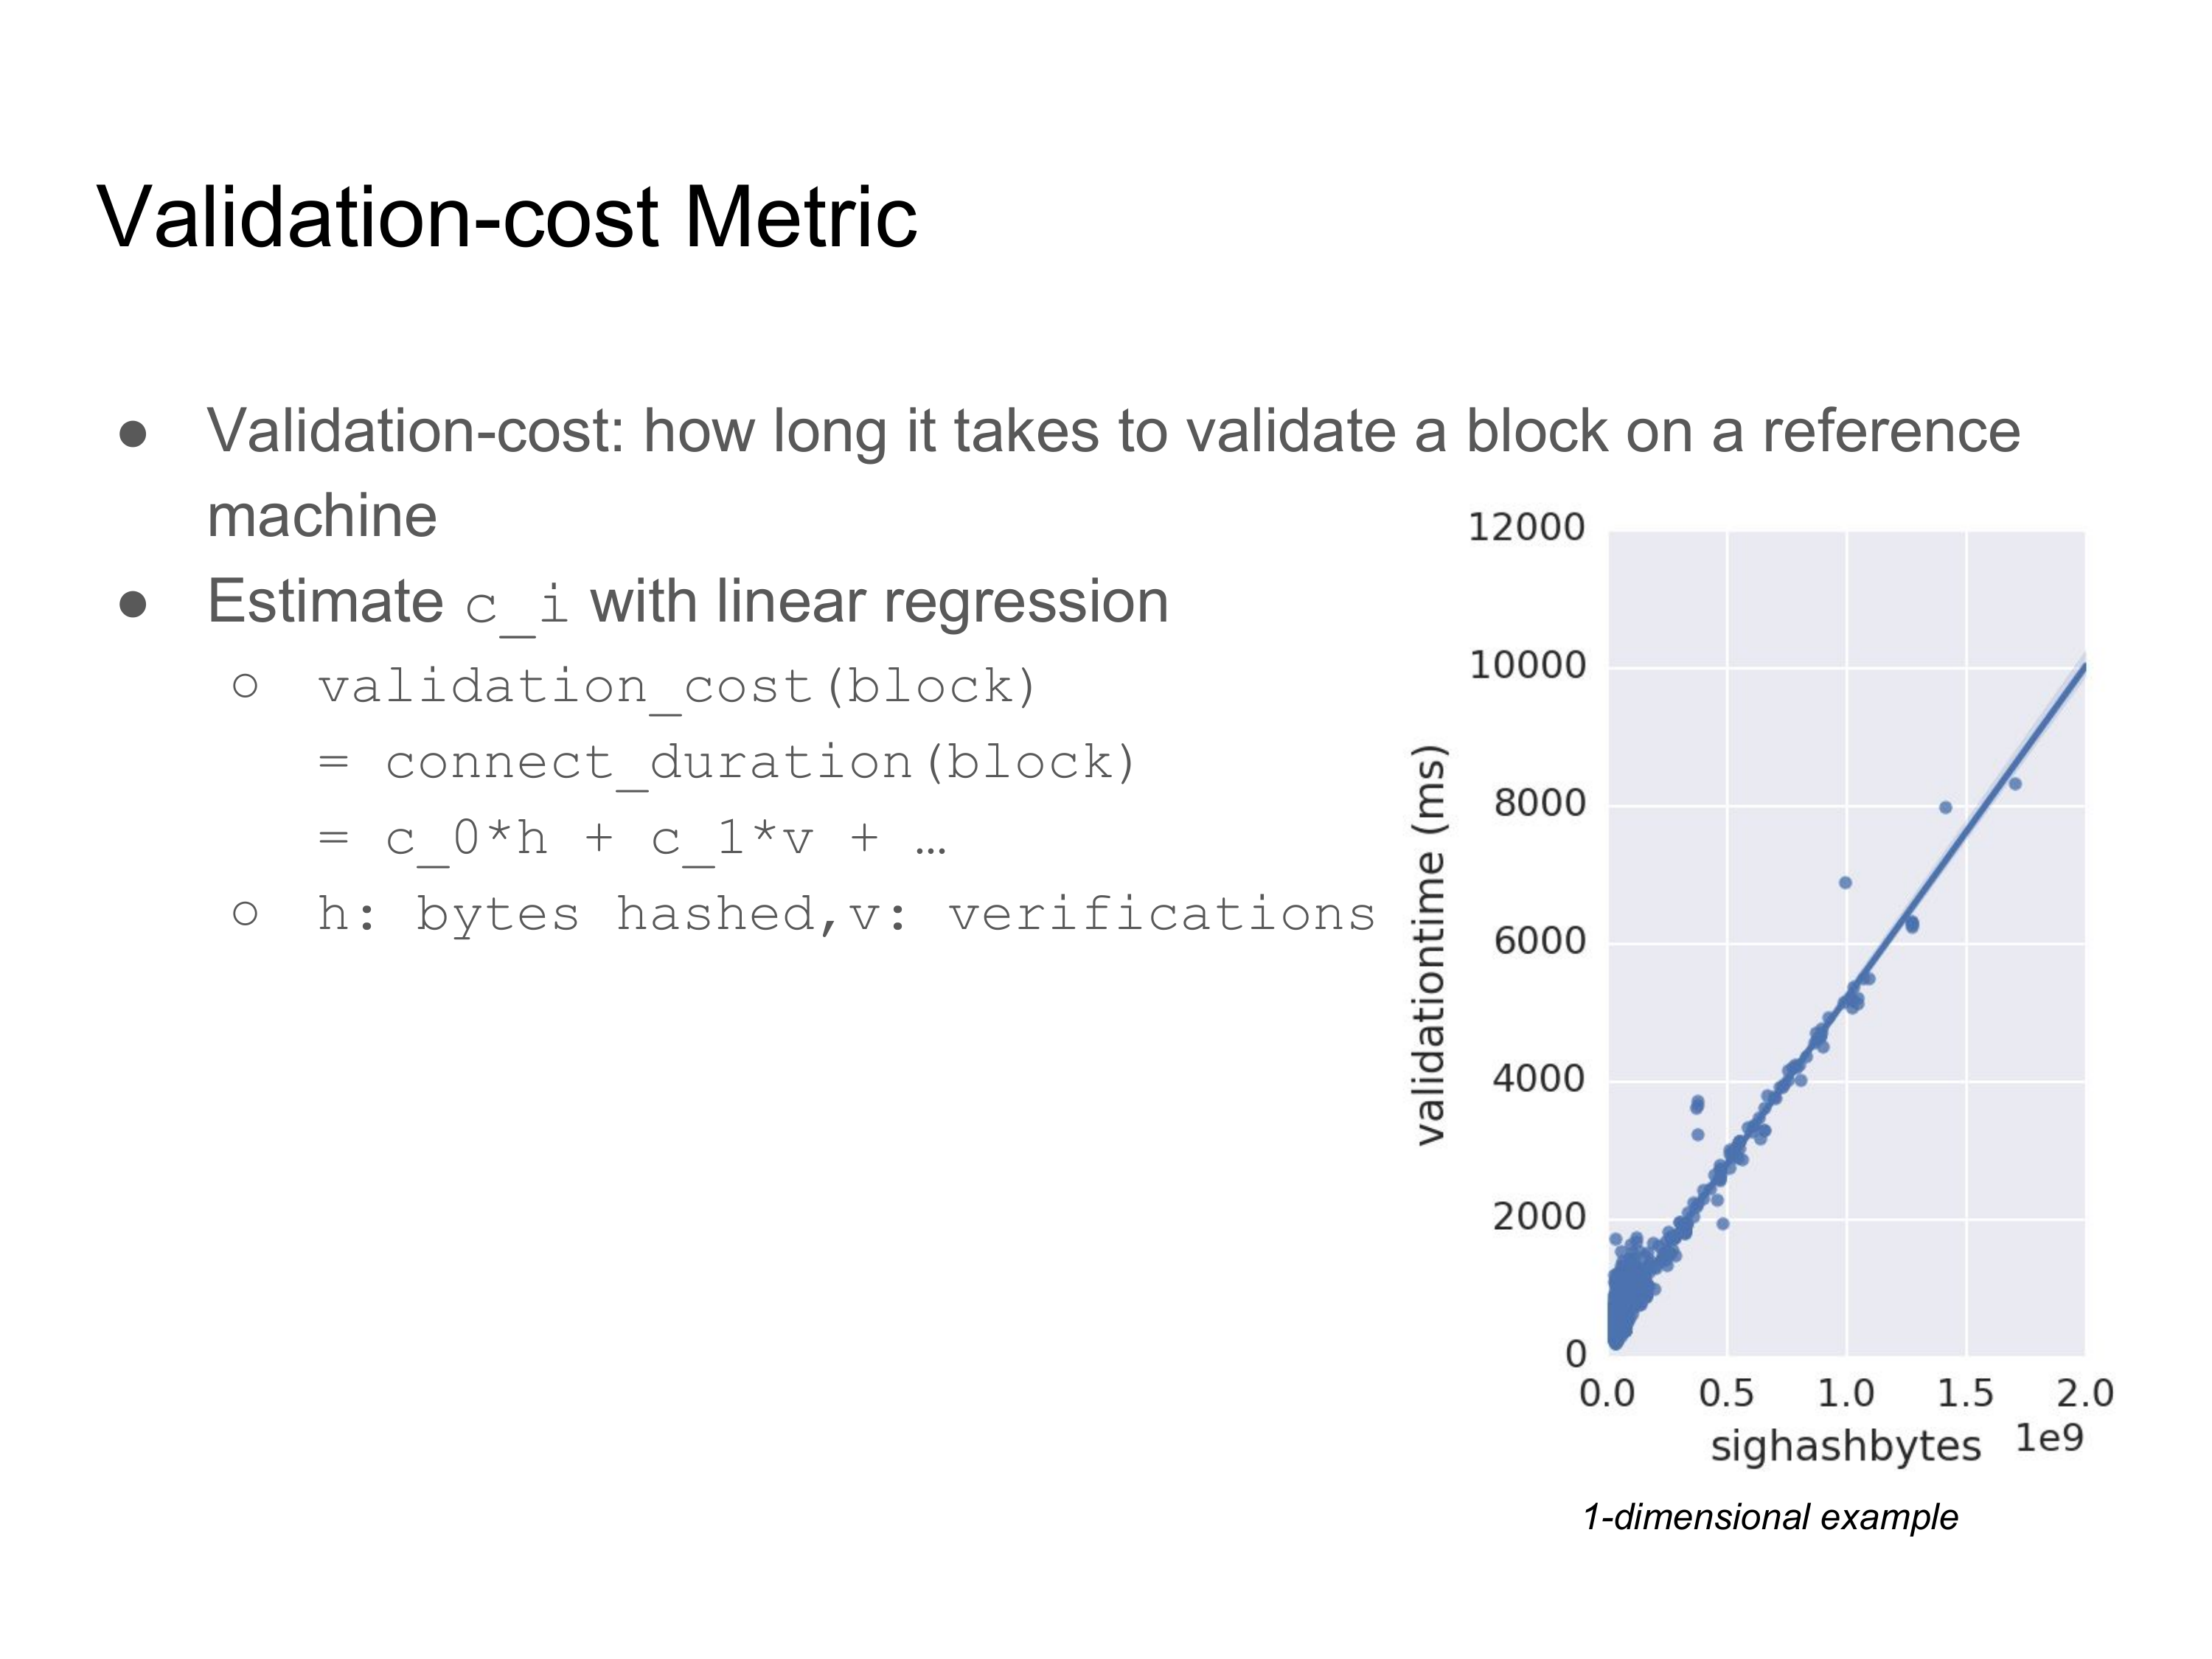 Validation-cost Metric
● Validation-cost: how long it takes to validate a block on a reference
machine
● Estimate c_i with linear regression
○ validation_cost(block)
= connect_duration(block)
= c_0*h + c_1*v + …
○ h: bytes hashed,v: verifications
12000
10000
8000
6000
4000
2000
0
validationtime (ms)
0.0 0.5 1.0 1.5 2.0
sighashbytes 1e9
1-dimensional example